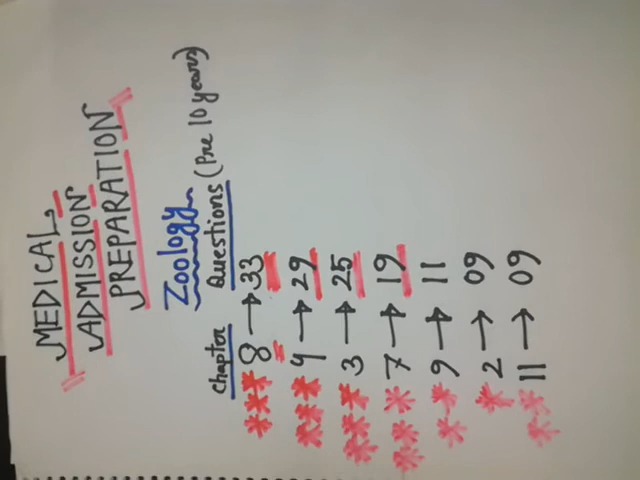 MEDICAL
ADMISSION
PREPARATION
Zoology
Chapter Questions (Pre 10 years)
*** 8 → 33
*** 4 → 29
*** 3 → 25
*** 7 → 19
** 9 → 11
* 2 → 09
** 11 → 09